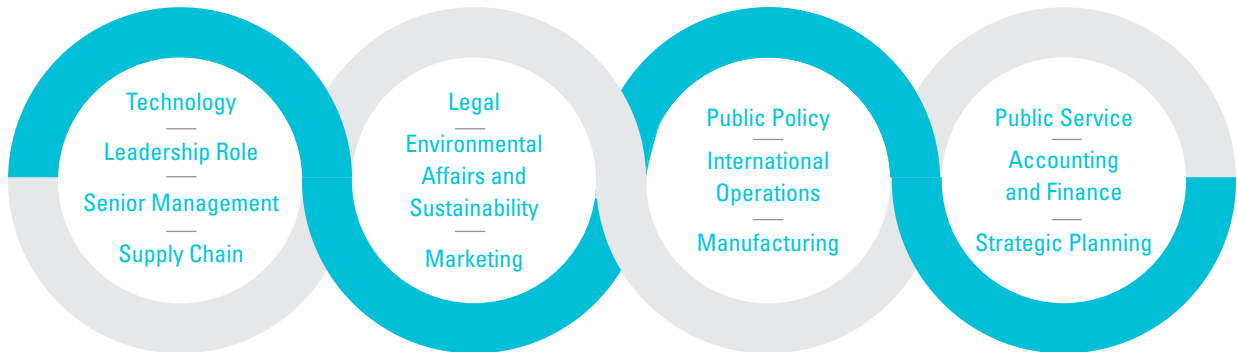 Technology
Leadership Role
Senior Management
Supply Chain
Legal
Environmental
Affairs and
Sustainability
Marketing
Public Policy
International
Operations
Manufacturing
Public Service
Accounting
and Finance
Strategic Planning